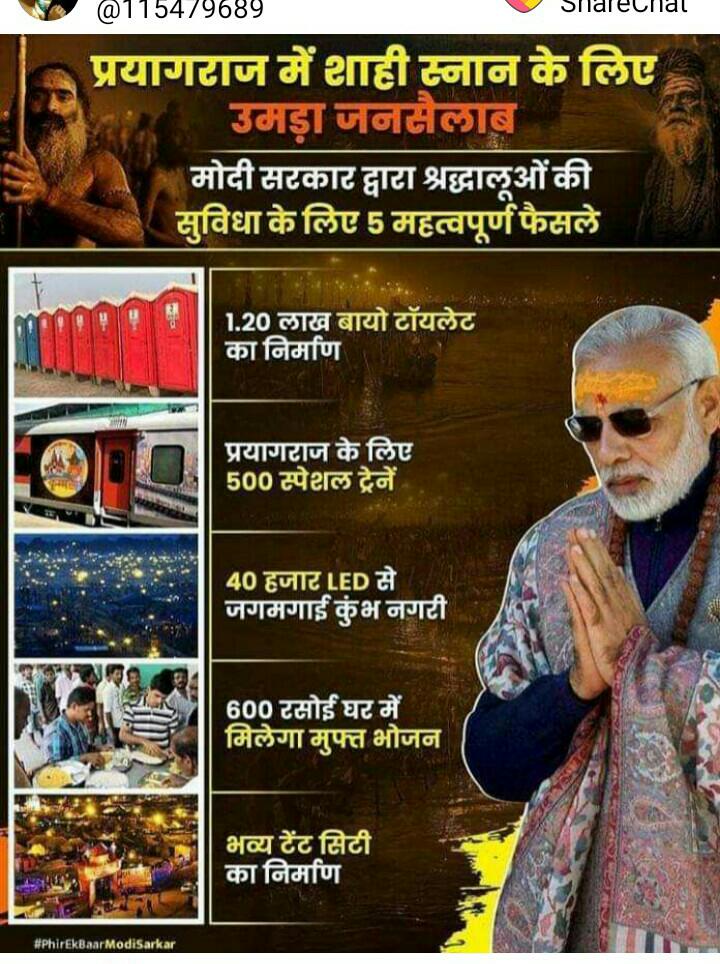 @115479689
ShareChat
प्रयागराज में शाही स्नान के लिए
उमड़ा जनसैलाब
मोदी सरकार द्वारा श्रद्धालूओं की
सुविधा के लिए 5 महत्वपूर्ण फैसले
1.20 लाख बायो टॉयलेट
का निर्माण
प्रयागराज के लिए
500 स्पेशल ट्रेनें
40 हजार LED से
जगमगाई कुंभ नगरी
600 रसोई घर में
मिलेगा मुफ्त भोजन
भव्य टेंट सिटी
का निर्माण
#PhirEkBaarModiSarkar